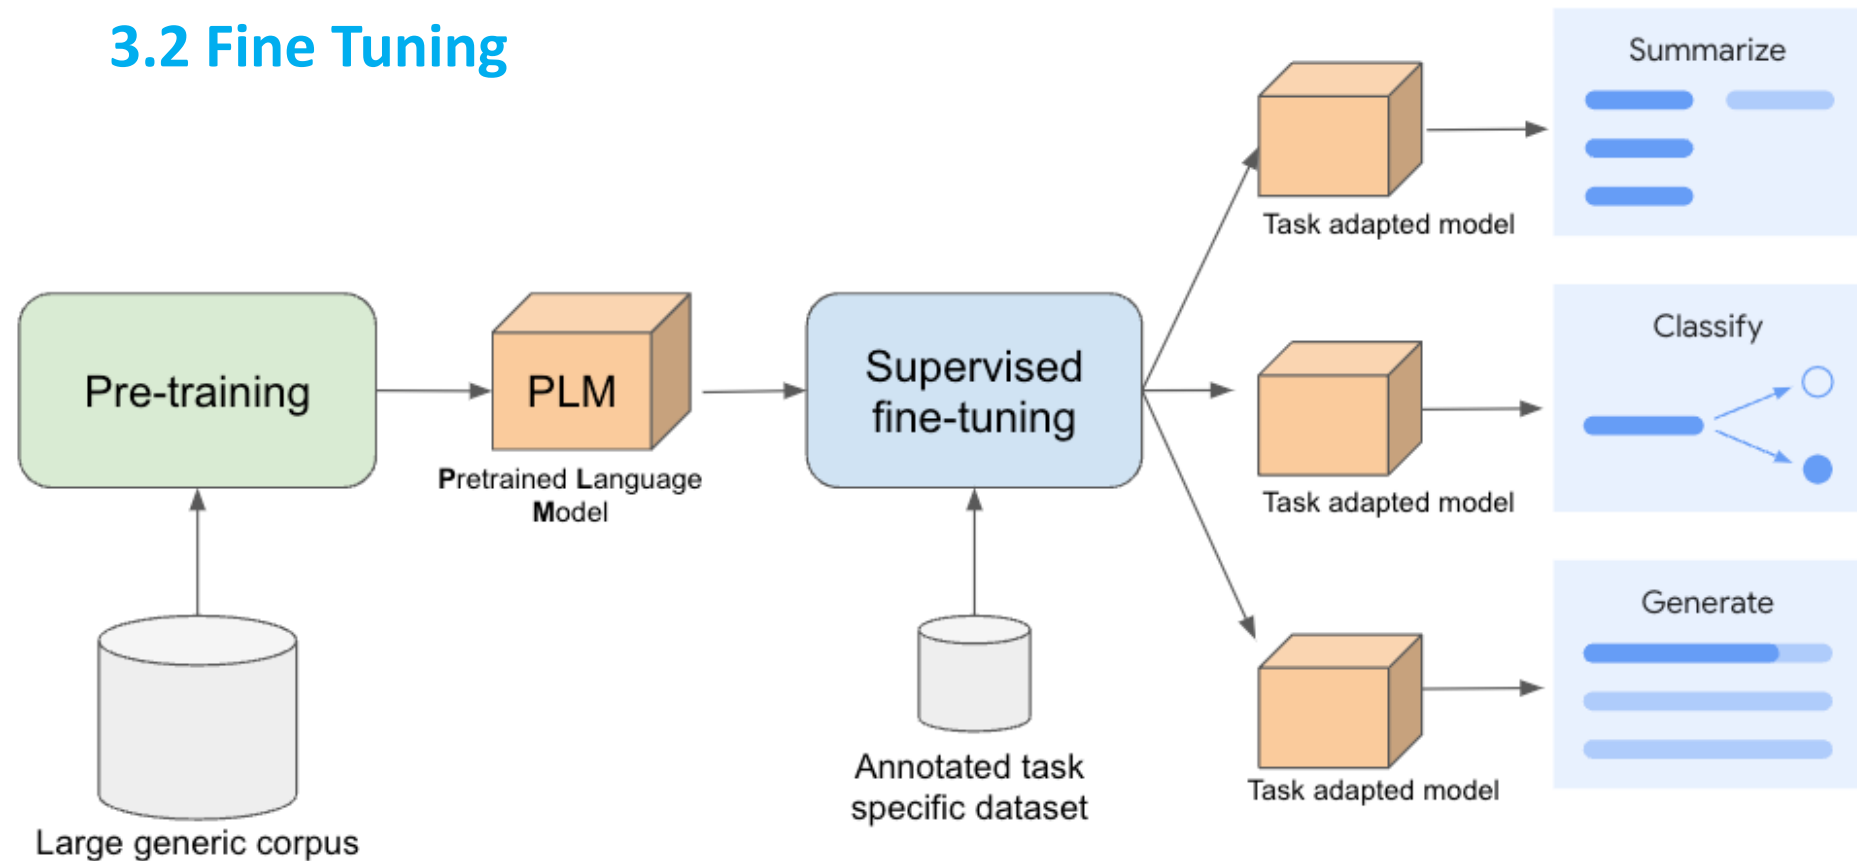 3.2 Fine Tuning
Summarize
Task adapted model
Pre-training
PLM
Pretrained Language
Model
Supervised
fine-tuning
Classify
Task adapted model
Generate
Task adapted model
Large generic corpus
Annotated task
specific dataset